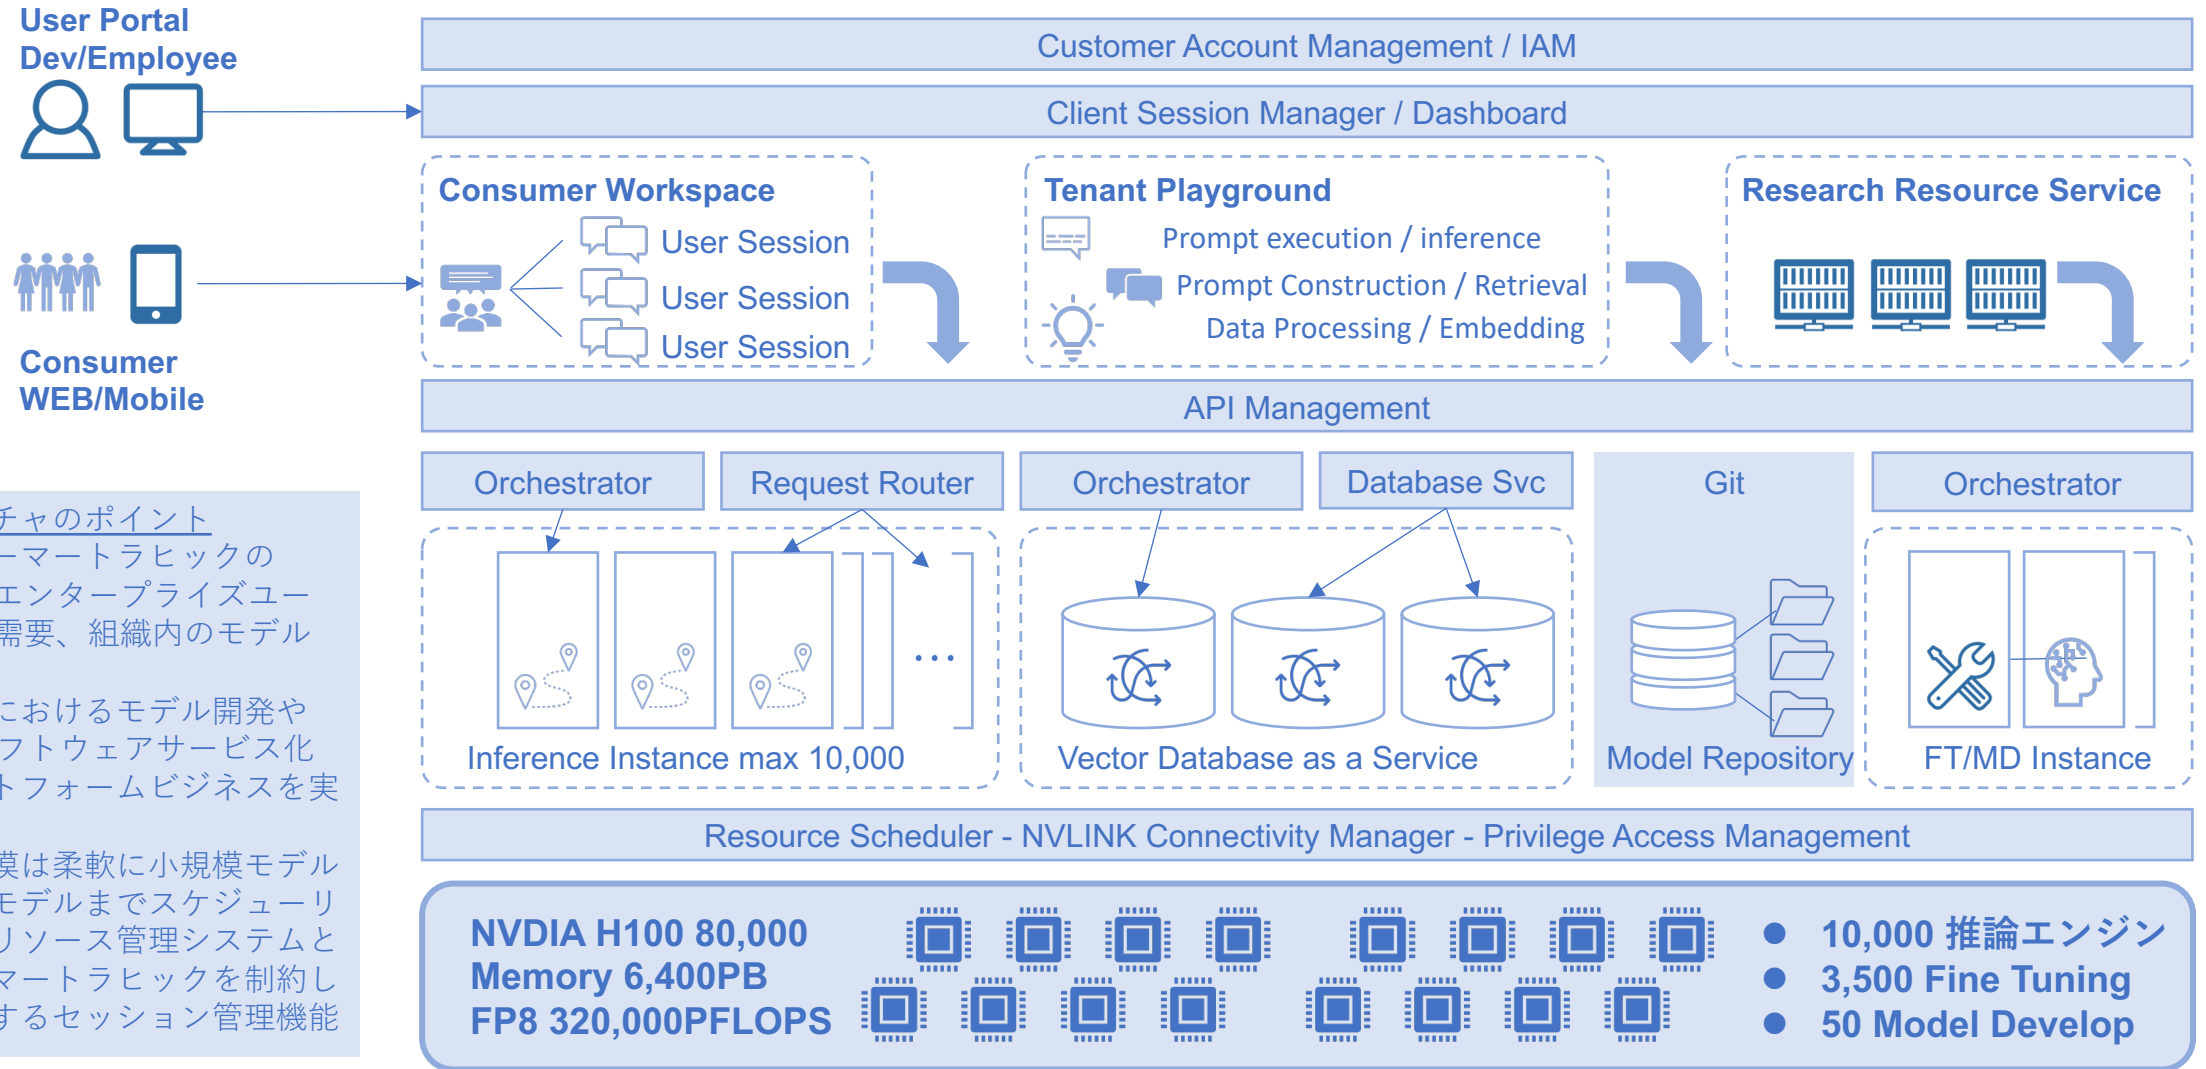 User Portal
Dev/Employee
Consumer
WEB/Mobile
Customer Account Management / IAM
Client Session Manager / Dashboard
Consumer Workspace
User Session
User Session
User Session
Tenant Playground
Prompt execution / inference
Prompt Construction / Retrieval
Data Processing / Embedding
Research Resource Service
API Management
Orchestrator
Request Router
Orchestrator
Database Svc
Git
Orchestrator
...
Inference Instance max 10,000
Vector Database as a Service
Model Repository
FT/MD Instance
Resource Scheduler - NVLINK Connectivity Manager - Privilege Access Management
NVDIA H100 80,000
Memory 6,400PB
FP8 320,000PFLOPS
● 10,000 推論エンジン
● 3,500 Fine Tuning
● 50 Model Develop
チャのポイント
ーマートラヒックの
エンタープライズユー
需要、組織内のモデル
におけるモデル開発や
フトウェアサービス化
トフォームビジネスを実
莫は柔軟に小規模モデル
モデルまでスケジューリ
リソース管理システムと
マートラヒックを制約し
するセッション管理機能